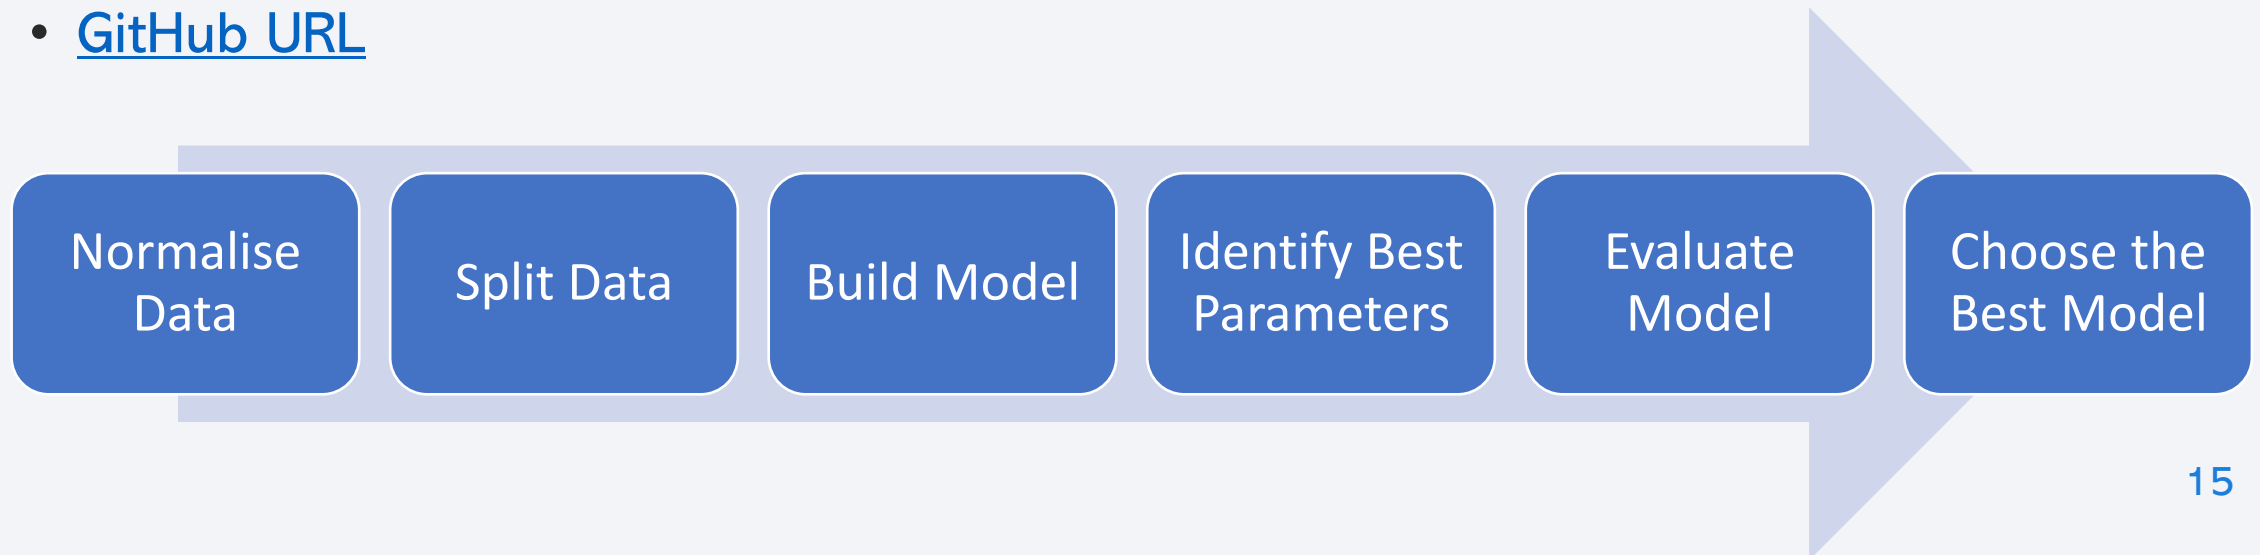 • GitHub URL
Normalise
Data
Split Data
Build Model
Identify Best
Parameters
Evaluate
Model
Choose the
Best Model
15